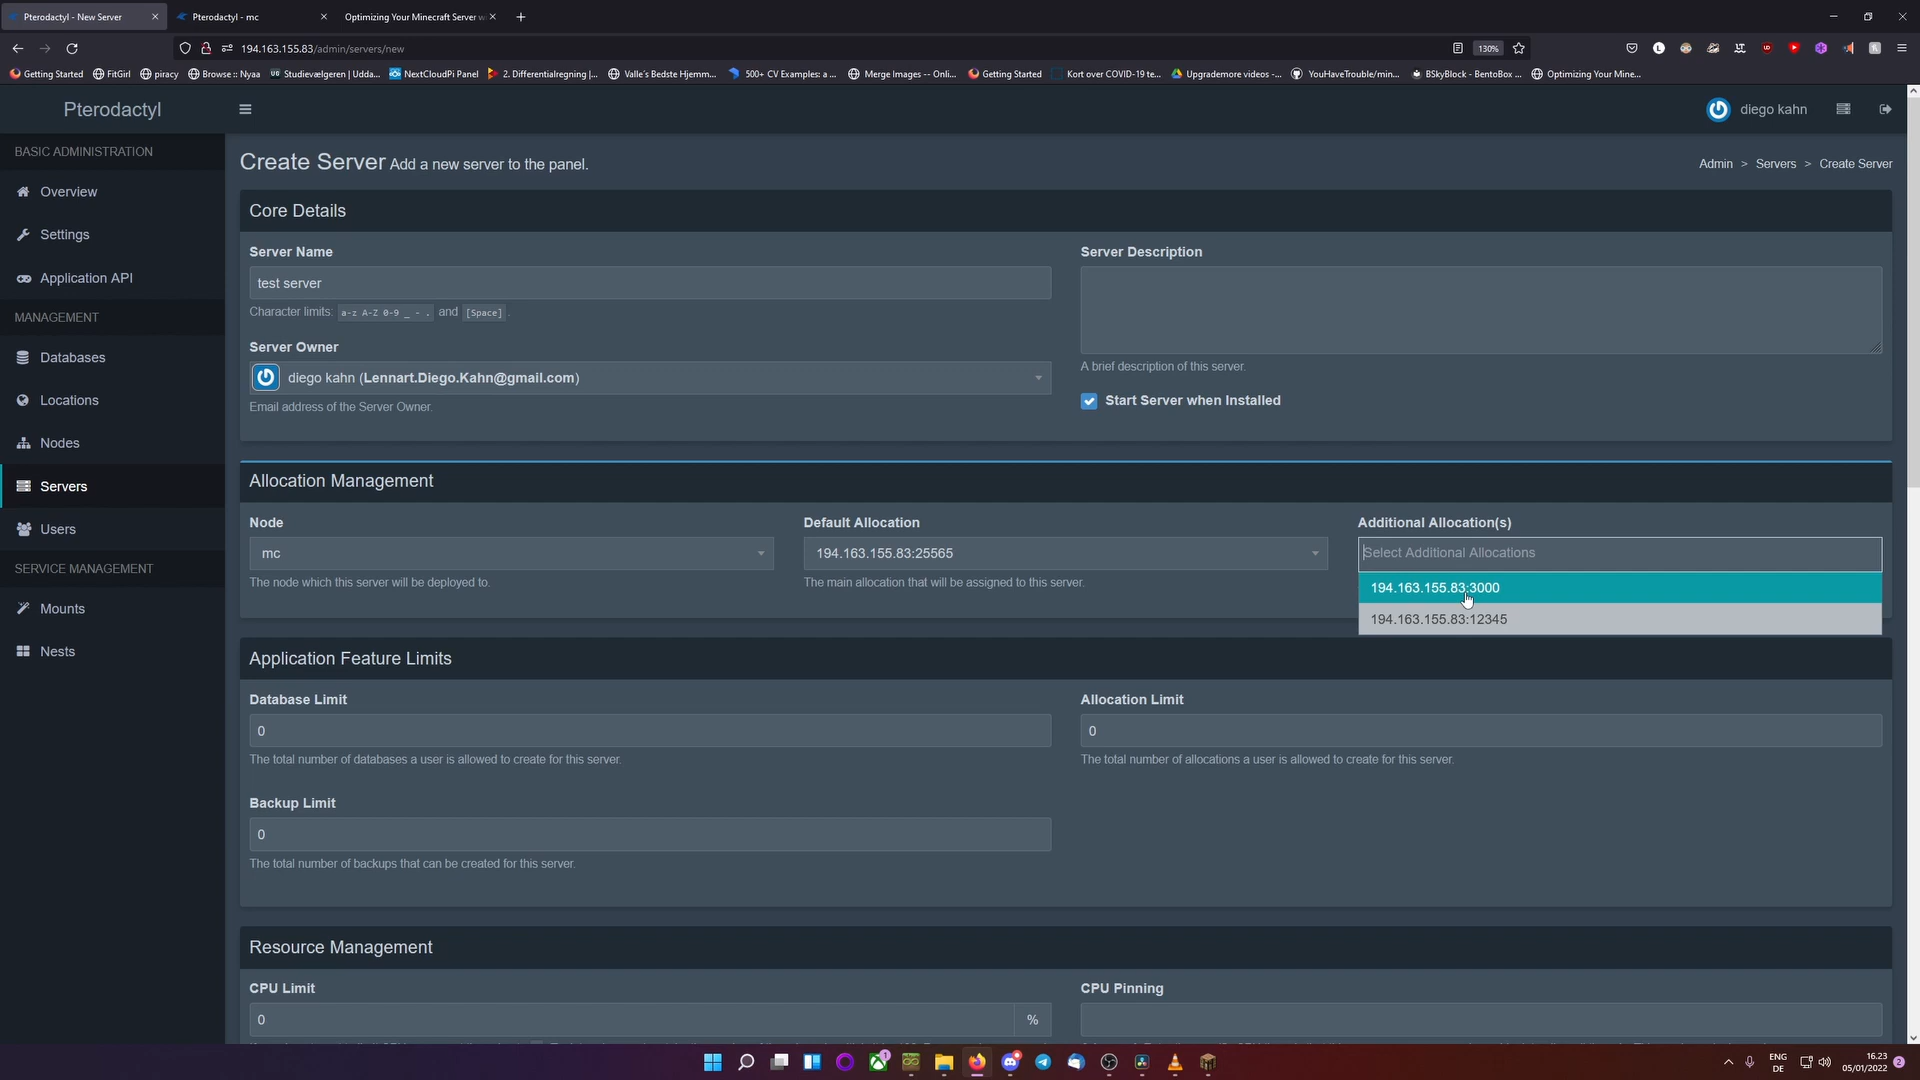 Pterodactyl - New Server
Pterodactyl - mc
Optimizing Your Minecraft Server w
194.163.155.83/admin/servers/new
130%
Getting Started
FitGirl
piracy
Browse :: Nyaa
Studievælgeren | Udda...
NextCloudPi Panel
2. Differentialregning |...
Valle's Bedste Hjemm...
500+ CV Examples: a ...
Merge Images -- Onli...
Getting Started
Kort over COVID-19 te...
Upgrademore videos -...
YouHaveTrouble/min...
BSkyBlock - BentoBox ...
Optimizing Your Mine...
Pterodactyl
diego kahn
BASIC ADMINISTRATION
Overview
Settings
Application API
MANAGEMENT
Databases
Locations
Nodes
Servers
Users
SERVICE MANAGEMENT
Mounts
Nests
Create Server Add a new server to the panel.
Admin > Servers > Create Server
Core Details
Server Name
test server
Character limits: a-z A-Z 0-9 _ - . and [Space] .
Server Owner
diego kahn (Lennart.Diego.Kahn@gmail.com)
Email address of the Server Owner.
Server Description
A brief description of this server.
Start Server when Installed
Allocation Management
Node
mc
The node which this server will be deployed to.
Default Allocation
194.163.155.83:25565
The main allocation that will be assigned to this server.
Additional Allocation(s)
Select Additional Allocations
194.163.155.83:3000
194.163.155.83:12345
Application Feature Limits
Database Limit
0
The total number of databases a user is allowed to create for this server.
Allocation Limit
0
The total number of allocations a user is allowed to create for this server.
Backup Limit
0
The total number of backups that can be created for this server.
Resource Management
CPU Limit
0
%
CPU Pinning
ENG
DE
16.23
05/01/2022
2